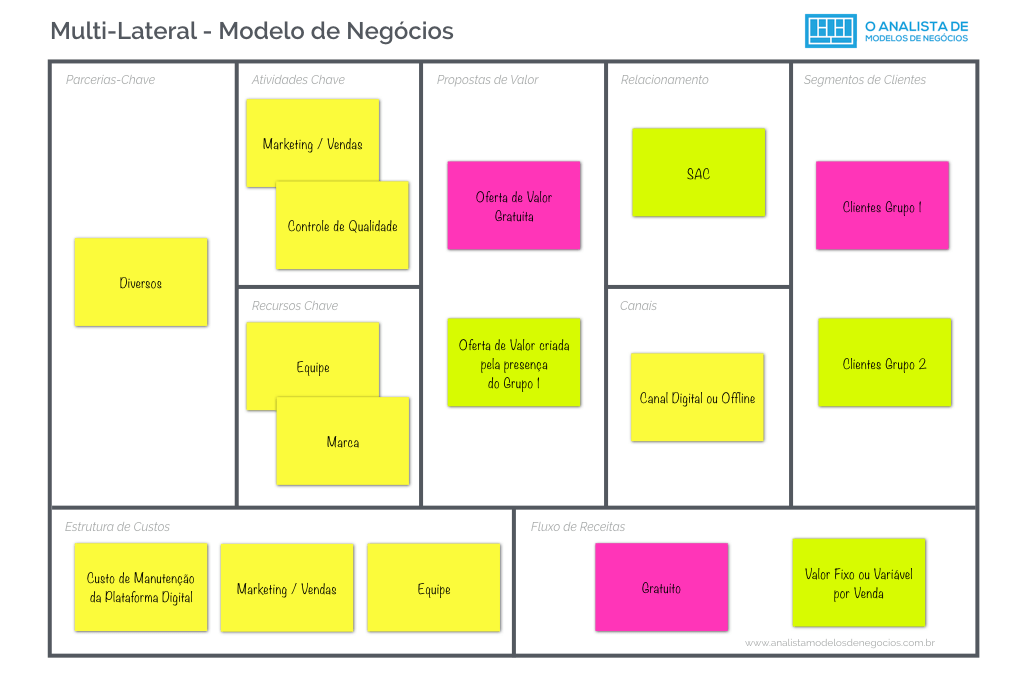 Multi-Lateral - Modelo de Negócios
O ANALISTA DE
MODELOS DE NEGÓCIOS
Parcerias-Chave
Diversos
Atividades Chave
Marketing / Vendas
Controle de Qualidade
Recursos Chave
Equipe
Marca
Propostas de Valor
Oferta de Valor
Gratuita
Oferta de Valor criada
pela presença
do Grupo 1
Relacionamento
SAC
Canais
Canal Digital ou Offline
Segmentos de Clientes
Clientes Grupo 1
Clientes Grupo 2
Estrutura de Custos
Custo de Manutenção
da Plataforma Digital
Marketing / Vendas
Equipe
Fluxo de Receitas
Gratuito
Valor Fixo ou Variável
por Venda
www.analistamodelosdenegocios.com.br